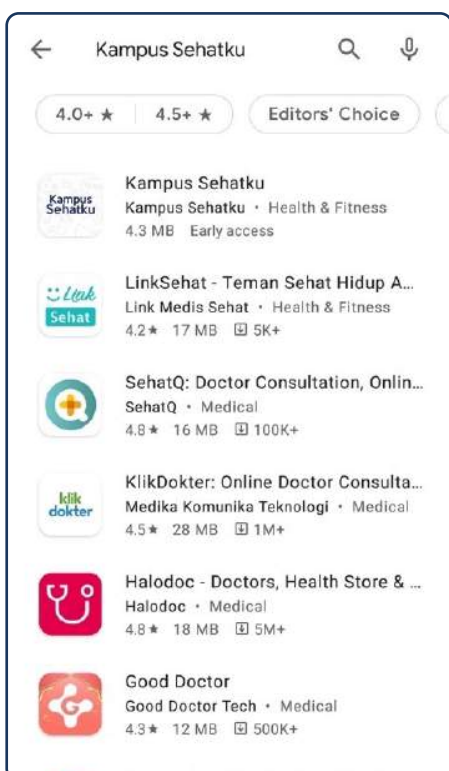 Kampus Sehatku
4.0+ ★ 4.5+ ★ Editors' Choice
Kampus Sehatku
Kampus
Sehatku
Kampus Sehatku • Health & Fitness
4.3 MB Early access
LinkSehat - Teman Sehat Hidup A...
Link
Sehat
Link Medis Sehat • Health & Fitness
4.2★ 17 MB 5K+
SehatQ: Doctor Consultation, Onlin...
SehatQ • Medical
4.8★ 16 MB 100K+
KlikDokter: Online Doctor Consulta...
klik
dokter
Medika Komunika Teknologi • Medical
4.5★ 28 MB 1M+
Halodoc - Doctors, Health Store & ...
Halodoc • Medical
4.8★ 18 MB 5M+
Good Doctor
G
Good Doctor Tech • Medical
4.3★ 12 MB 500K+